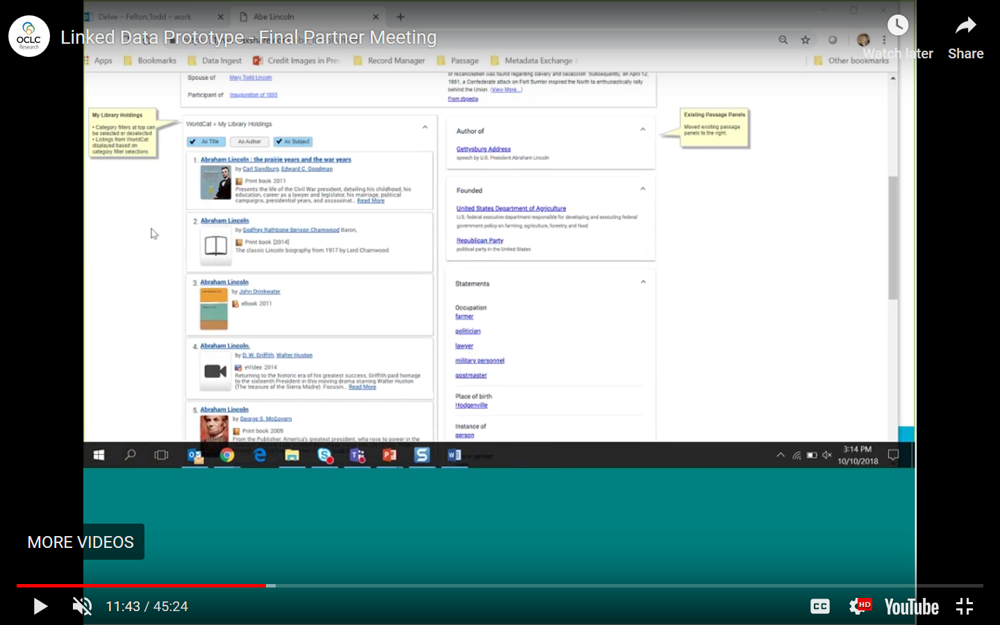 Delve – Felton,Todd – work
Abe Lincoln
OCLC
Research
Linked Data Prototype - Final Partner Meeting
Watch later
Share
Apps
Bookmarks
Data Ingest
Credit Images in Pres
Record Manager
Passage
Metadata Exchange
Other bookmarks
Spouse of Mary Todd Lincoln
Participant of Inauguration of 1865
of reconciliation was found regarding slavery and secession. Subsequently, on April 12,
1861, a Confederate attack on Fort Sumter inspired the North to enthusiastically rally
behind the Union. (View More...)
From dbpedia
My Library Holdings
• Category filters at top can
be selected or deselected
• Listings from WorldCat
displayed based on
category filter selections
WorldCat > My Library Holdings
As Title
As Author
As Subject
1. Abraham Lincoln : the prairie years and the war years
by Carl Sandburg, Edward C. Goodman
Print book 2011
Presents the life of the Civil War president, detailing his childhood, his
education, career as a lawyer and legislator, his marriage, political
campaigns, presidential years, and assassinat... Read More
2. Abraham Lincoln
by Godfrey Rathbone Benson Charnwood Baron,
Print book [2014]
The classic Lincoln biography from 1917 by Lord Charnwood.
3. Abraham Lincoln
by John Drinkwater
eBook 2011
4. Abraham Lincoln.
by D. W. Griffith, Walter Huston
eVideo 2014
Returning to the historic era of his greatest success, Griffith paid homage
to the sixteenth President in this moving drama starring Walter Huston
(The treasure of the Sierra Madre). Focusin... Read More
5. Abraham Lincoln
by George S. McGovern
Print book 2009
From the Publisher: America's greatest president, who rose to power in the
Author of
Gettysburg Address
speech by U.S. President Abraham Lincoln
Founded
United States Department of Agriculture
U.S. federal executive department responsible for developing and executing federal
government policy on farming, agriculture, forestry, and food
Republican Party
political party in the United States
Statements
Occupation
farmer
politician
lawyer
military personnel
postmaster
Place of birth
Hodgenville
Instance of
person
Existing Passage Panels
Moved existing passage
panels to the right.
3:14 PM
10/10/2018
MORE VIDEOS
11:43 / 45:24
CC
HD
YouTube